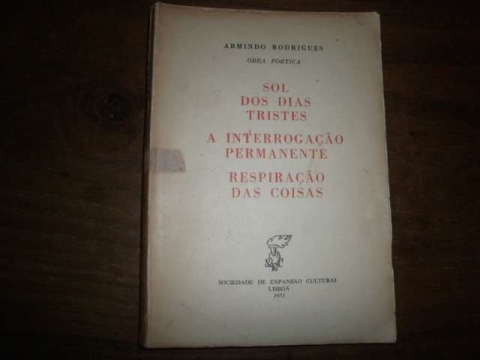 ARMINDO RODRIGUES
OBRA POÉTICA
SOL
DOS DIAS
TRISTES
A INTERROGAÇÃO
PERMANENTE
RESPIRAÇÃO
DAS COISAS
SOCIEDADE DE EXPANSÃO CULTURAL
LISBOA